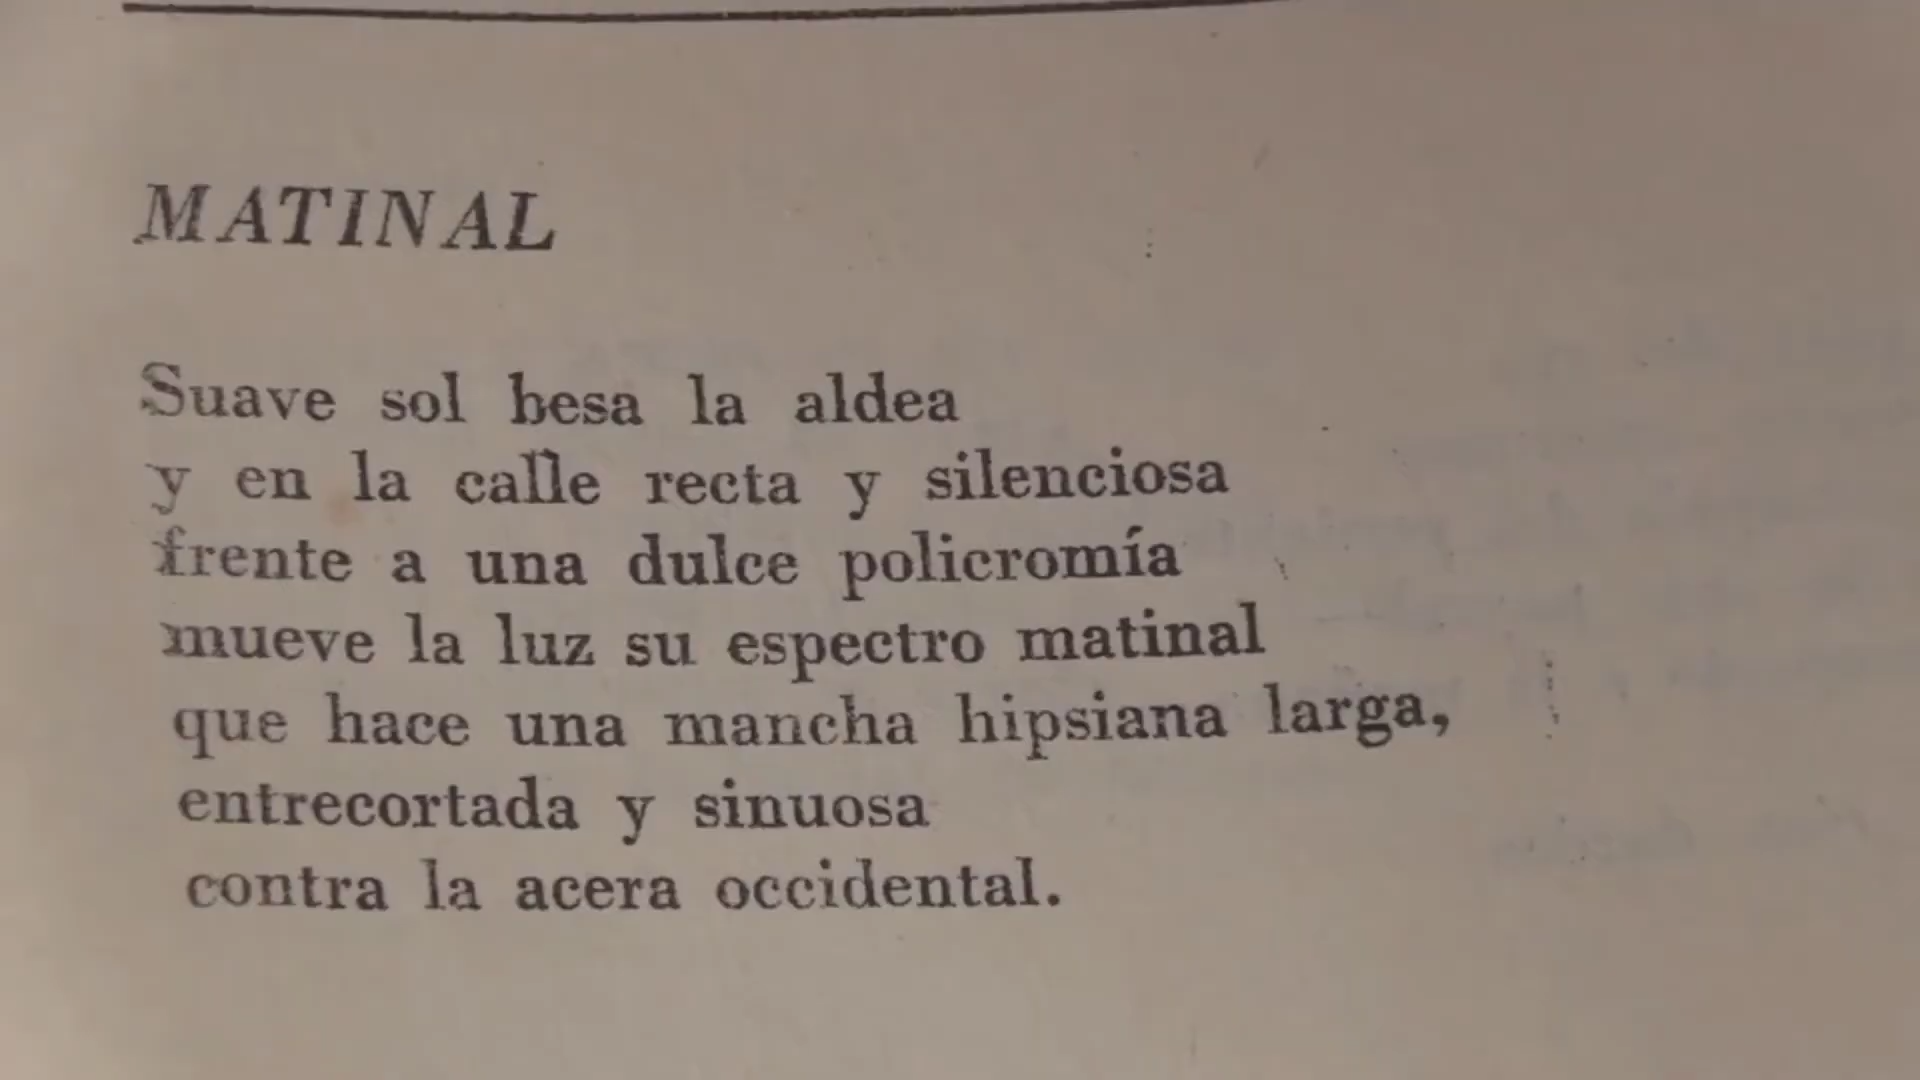 MATINAL
Suave sol besa la aldea
y en la calle recta y silenciosa
frente a una dulce policromía
mueve la luz su espectro matinal
que hace una mancha hipsiana larga,
entrecortada y sinuosa
contra la acera occidental.